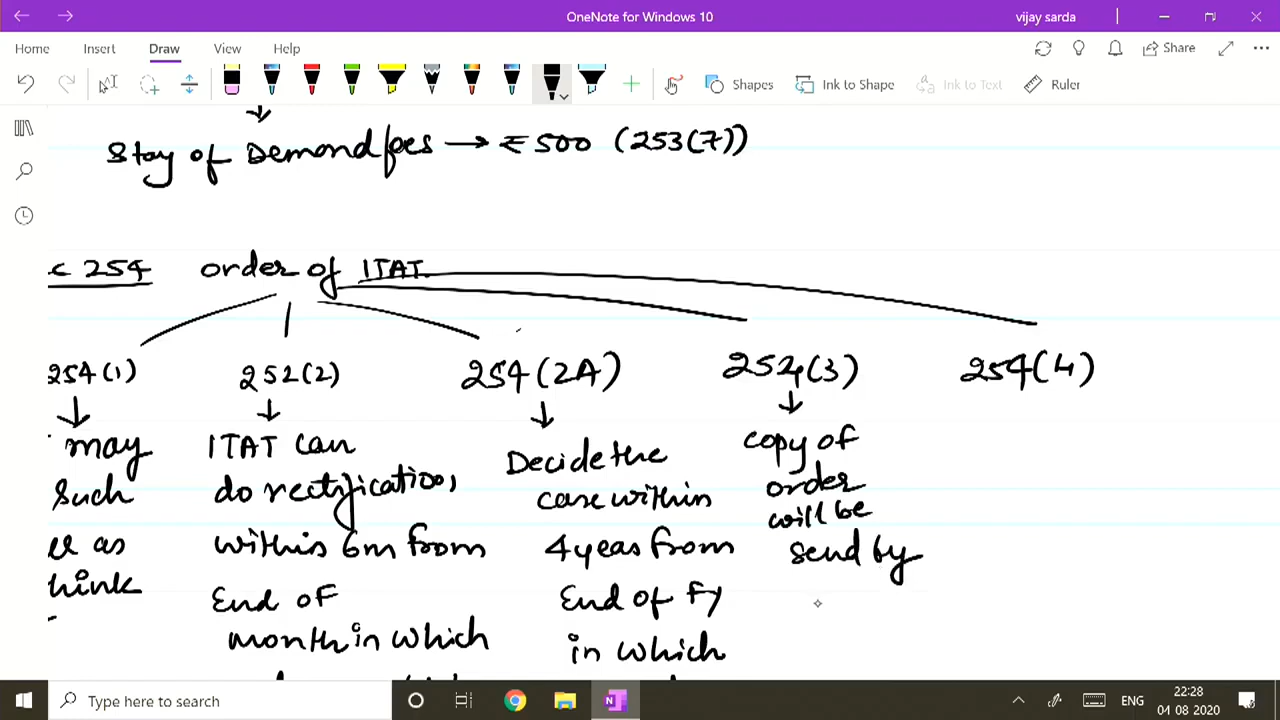 OneNote for Windows 10
vijay sarda
Home Insert Draw View Help
Share
Shapes Ink to Shape Ink to Text Ruler
Stay of Demond fees → ₹500 (253(7))
c 254 order of ITAT.
254(1) 252(2) 254(2A) 254(3) 254(4)
may
Such
as
hink
ITAT can
do rectification,
within 6m from
End of
month in which
Decide the
case within
4 yeas from
End of Fy
in which
copy of
order
will be
send by
Type here to search
ENG
22:28
04-08-2020